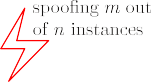 spoofing m out
of n instances